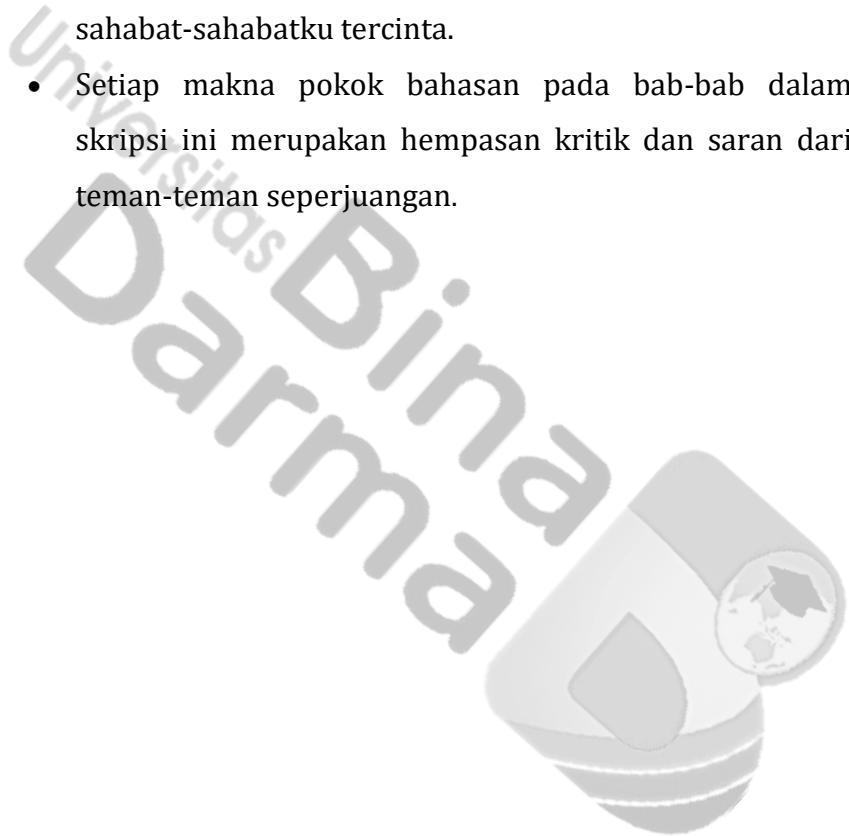 sahabat-sahabatku tercinta.
• Setiap makna pokok bahasan pada bab-bab dalam
skripsi ini merupakan hempasan kritik dan saran dari
teman-teman seperjuangan.
Universitas
Bina
Darma